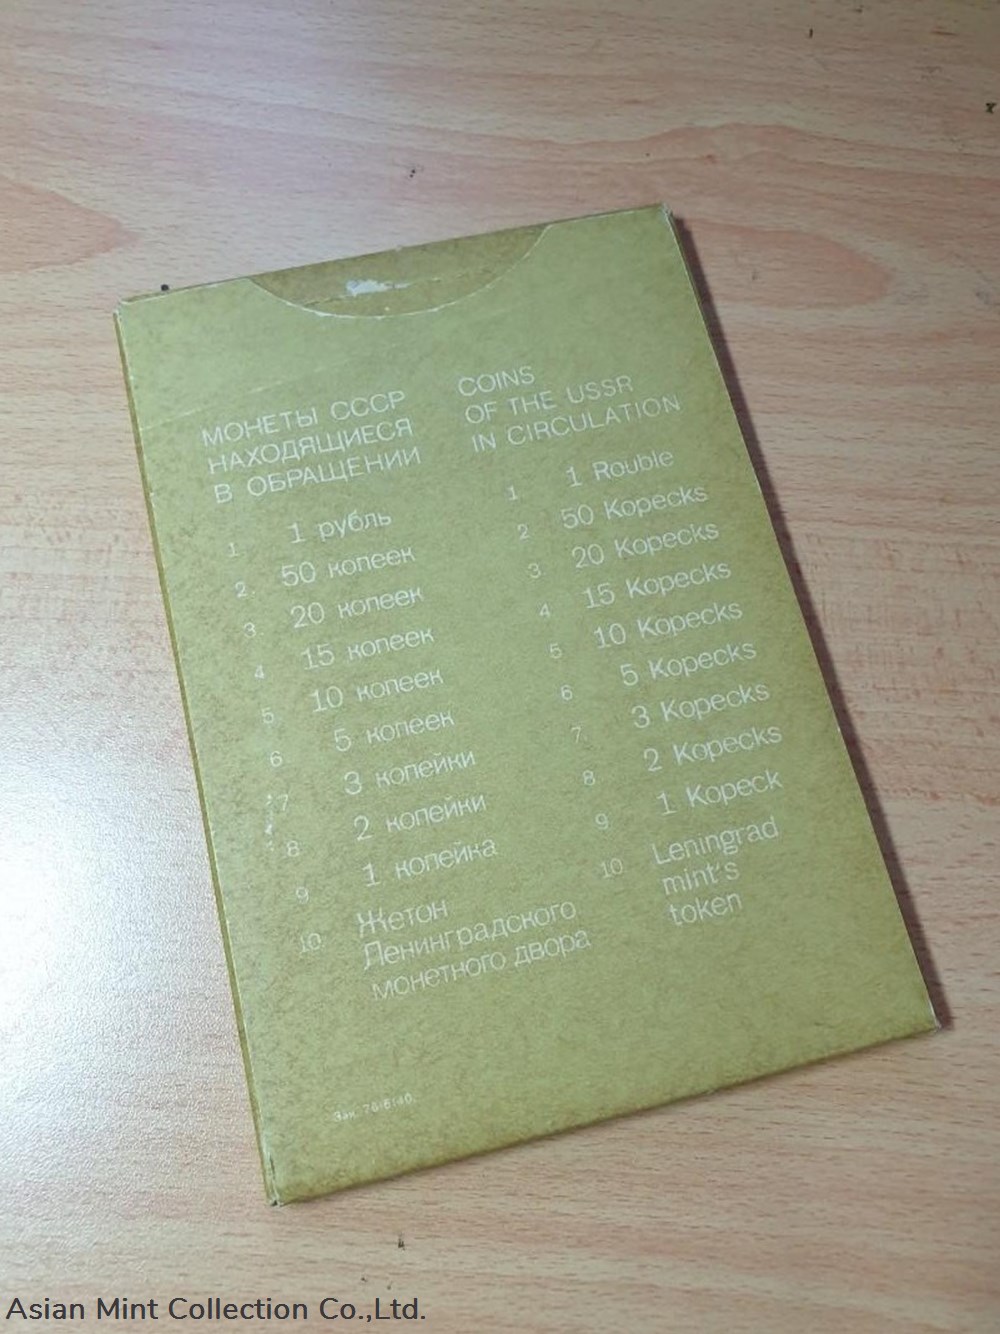 МОНЕТЫ СССР
НАХОДЯЩИЕСЯ
В ОБРАЩЕНИИ
1. 1 рубль
2. 50 копеек
3. 20 копеек
4 15 копеек
5. 10 копеек
6 5 копеек
7 3 копейки
8 2 копейки
9 1 копейка
10. Жетон
Ленинградского
монетного двора
COINS
OF THE USSR
IN CIRCULATION
1 1 Rouble
2 50 Kopecks
3 20 Kopecks
4 15 Kopecks
5 10 Kopecks
6 5 Kopecks
7. 3 Kopecks
8 2 Kopecks
9 1 Kopeck
10 Leningrad
mint's
token
Зак.
Asian Mint Collection Co.,Ltd.